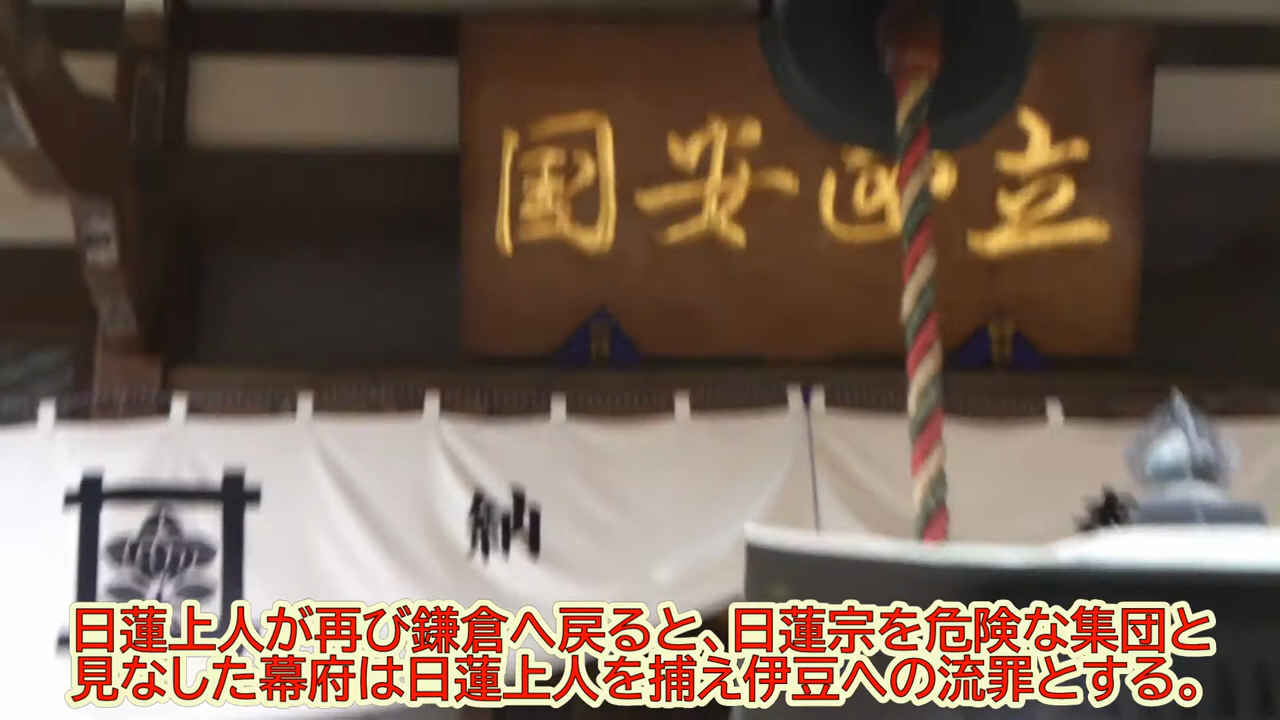 立正安国
納
日蓮上人が再び鎌倉へ戻ると、日蓮宗を危険な集団と
見なした幕府は日蓮上人を捕え伊豆への流罪とする。